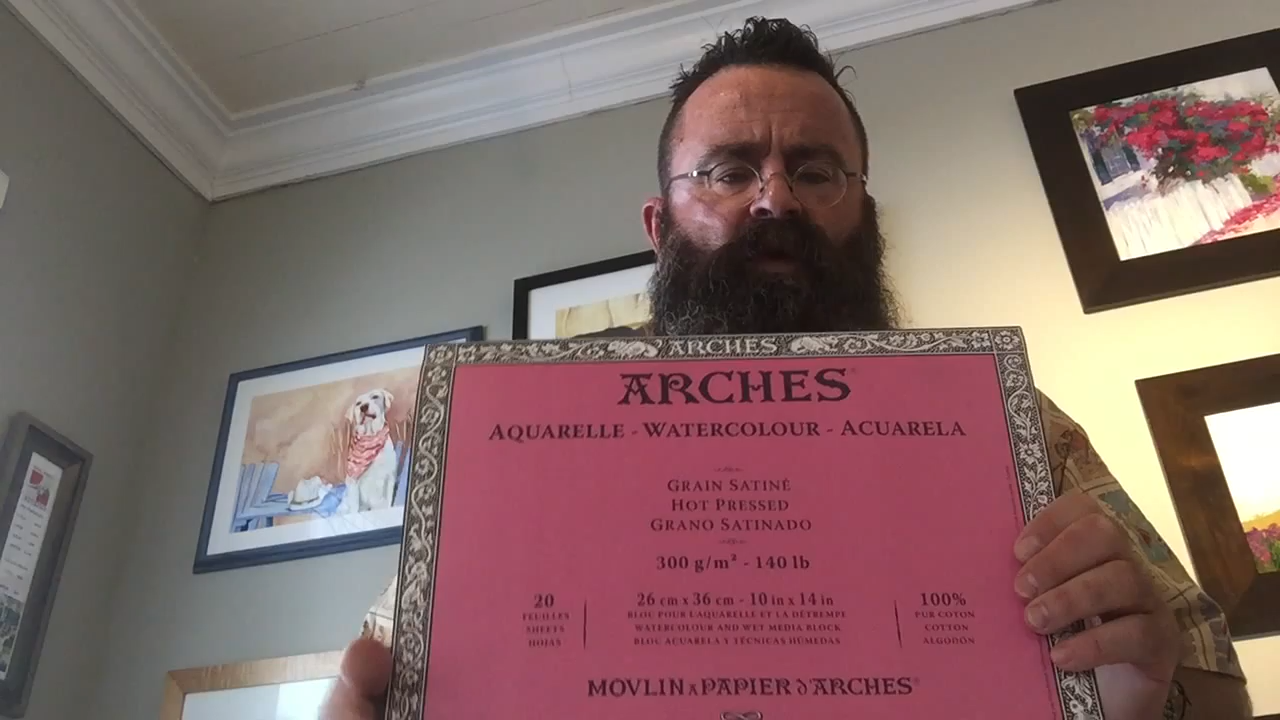 ARCHES
ARCHES®
AQUARELLE - WATERCOLOUR - ACUARELA
GRAIN SATINÉ
HOT PRESSED
GRANO SATINADO
300 g/m² - 140 lb
20
FEUILLES
SHEETS
HOJAS
26 cm x 36 cm - 10 in x 14 in
BLOC POUR L'AQUARELLE ET LA DÉTREMPE
WATERCOLOUR AND WET MEDIA BLOCK
BLOC ACUARELA Y TÉCNICAS HÚMEDAS
100%
PUR COTON
COTTON
ALGODÓN
MOVLIN A PAPIER D'ARCHES®